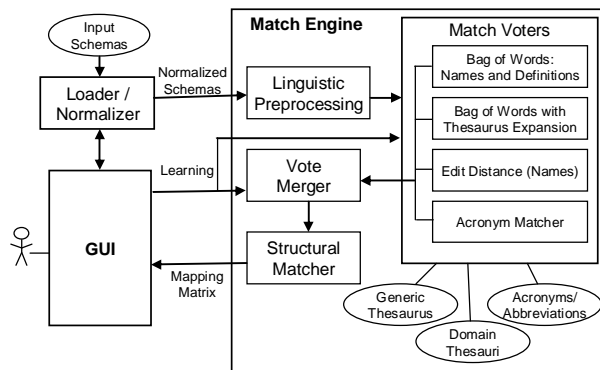 Input
Schemas
Loader /
Normalizer
Normalized
Schemas
Match Engine
Linguistic
Preprocessing
Match Voters
Bag of Words:
Names and Definitions
Bag of Words with
Thesaurus Expansion
Edit Distance (Names)
Acronym Matcher
Learning
Vote
Merger
GUI
Structural
Matcher
Mapping
Matrix
Generic
Thesaurus
Domain
Thesauri
Acronyms/
Abbreviations